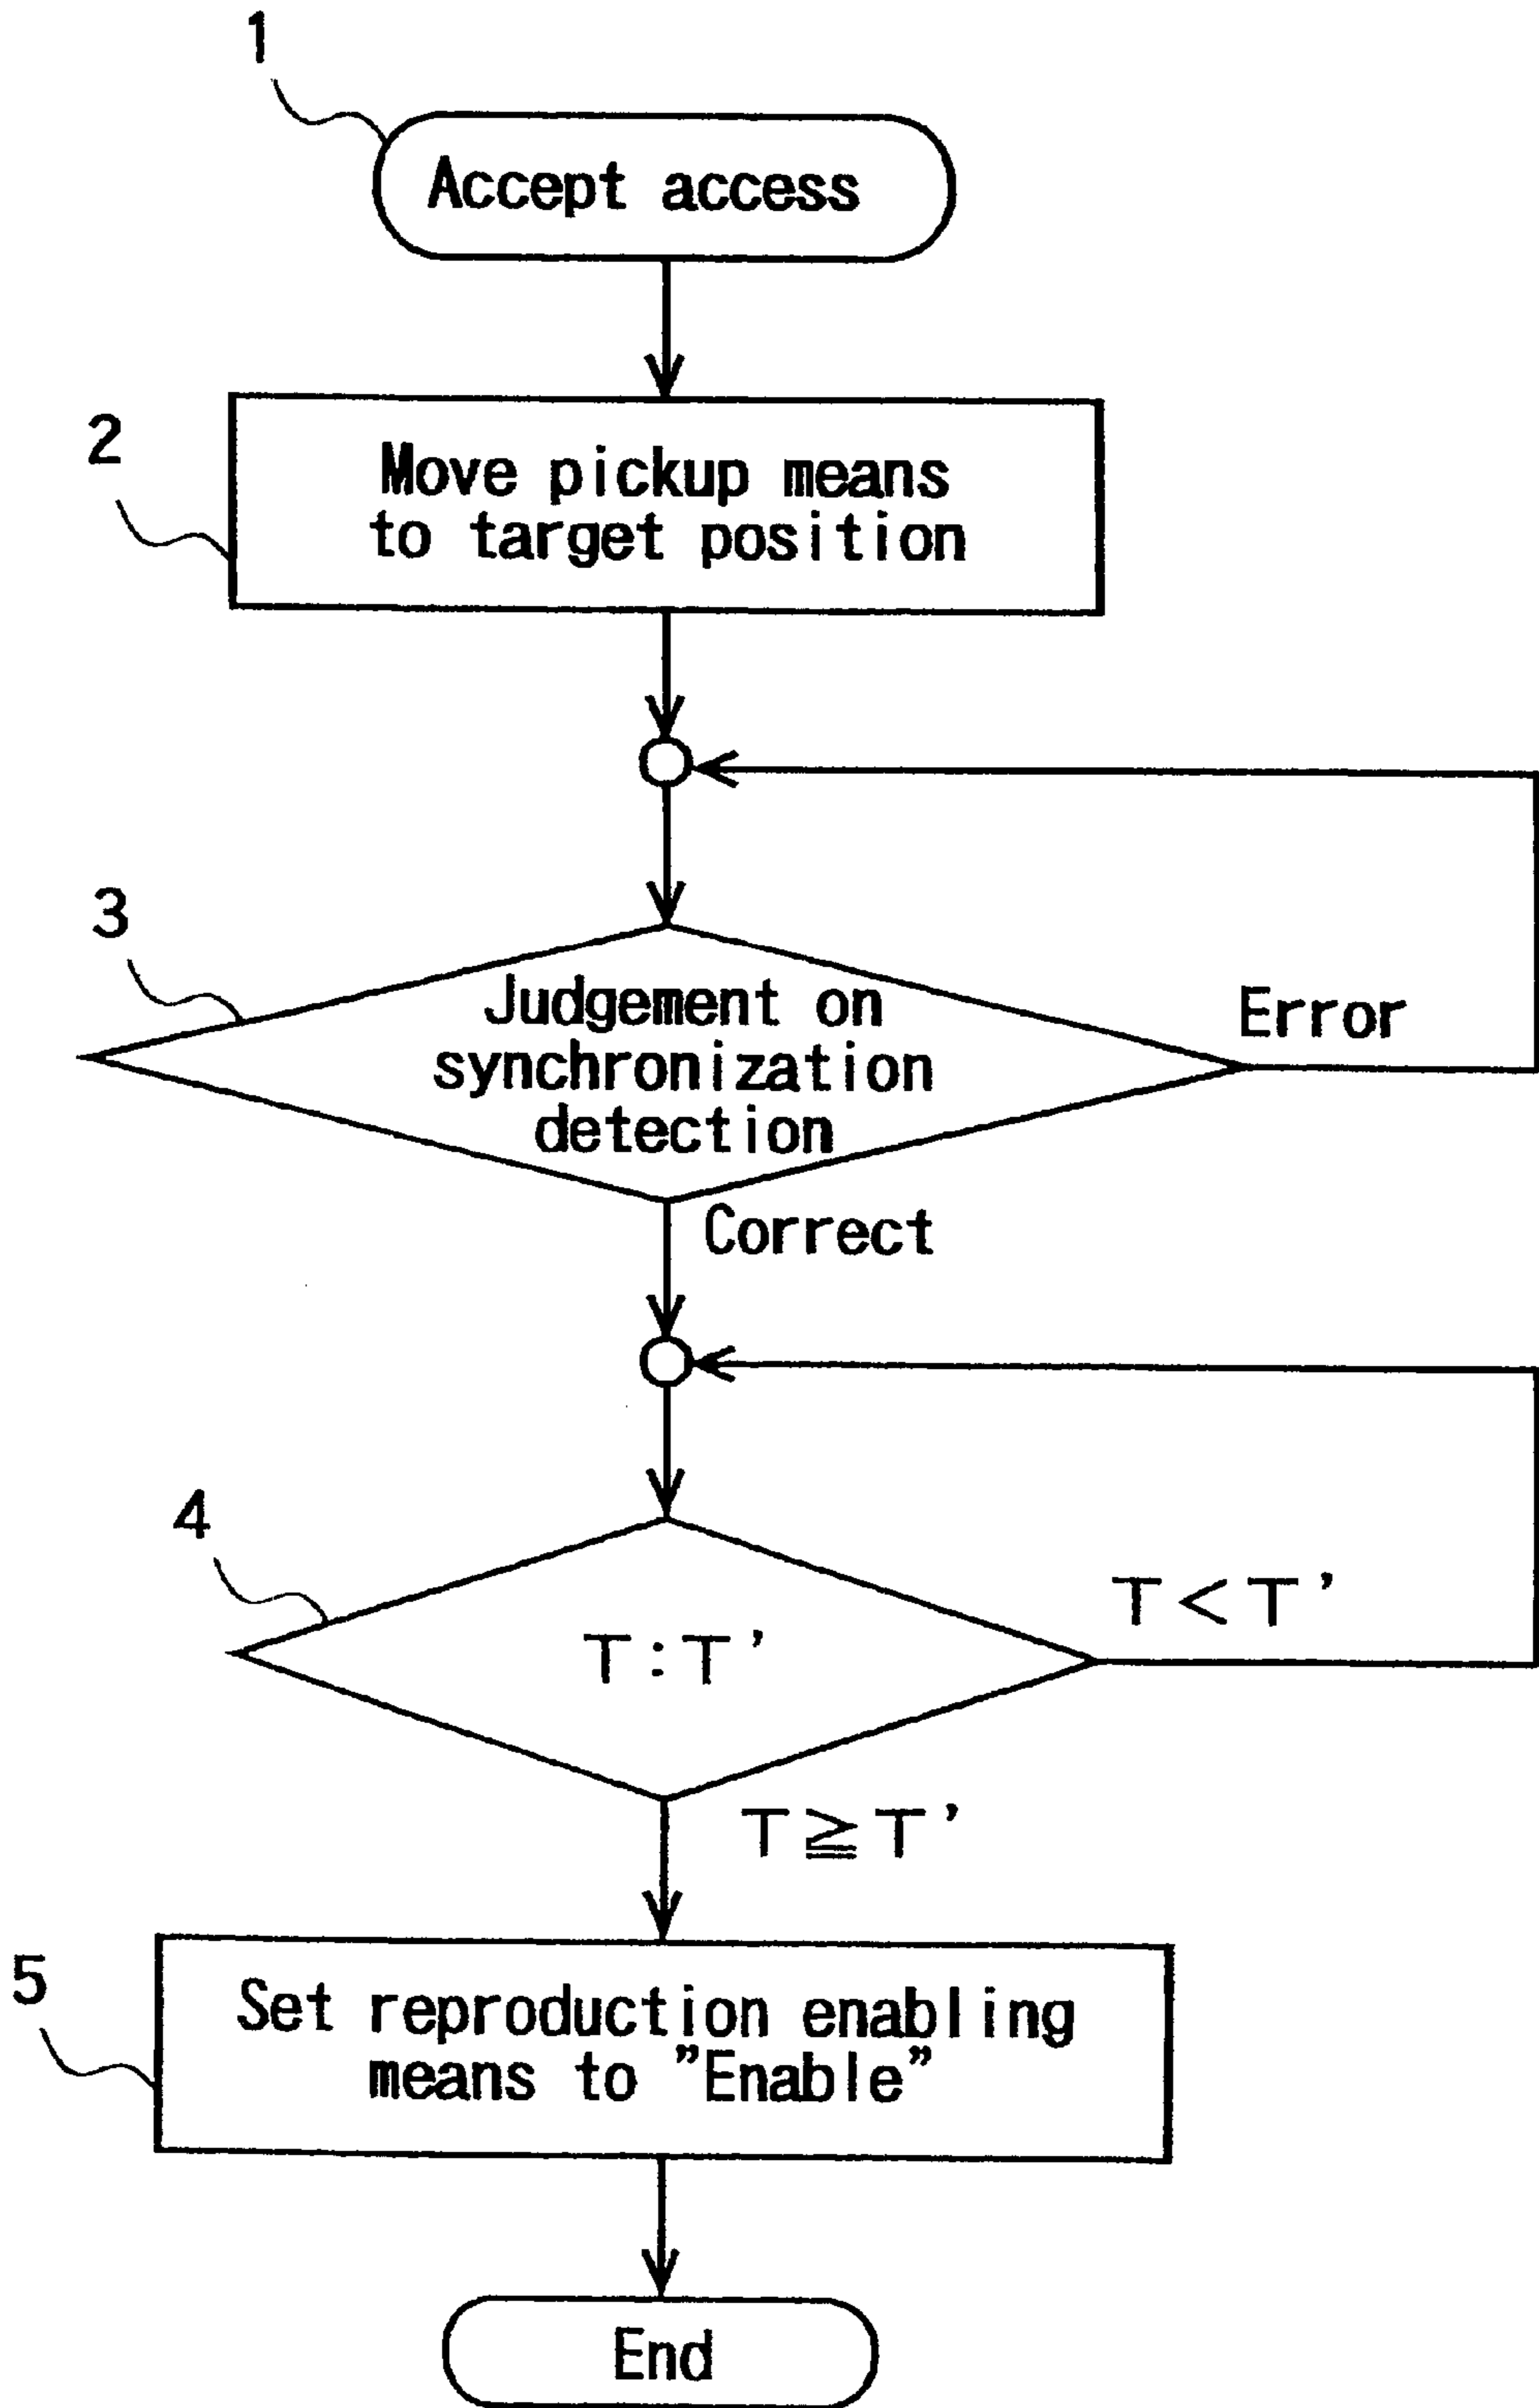 1
Accept access
2
Move pickup means
to target position
3
Judgement on
synchronization
detection
Error
Correct
4
T:T'
T<T'
T≧T'
5
Set reproduction enabling
means to ”Enable”
End